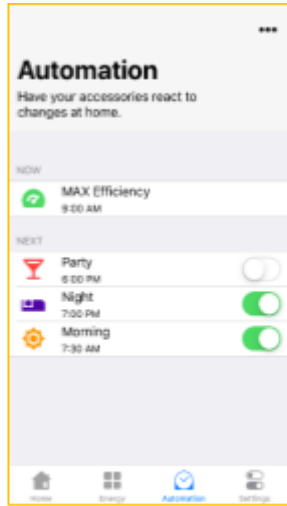 Automation
Have your accessories react to
changes at home.
NOW
MAX Efficiency
9:00 AM
NEXT
Party
6:00 PM
Night
7:00 PM
Morning
7:30 AM
Home Energy Automation Settings